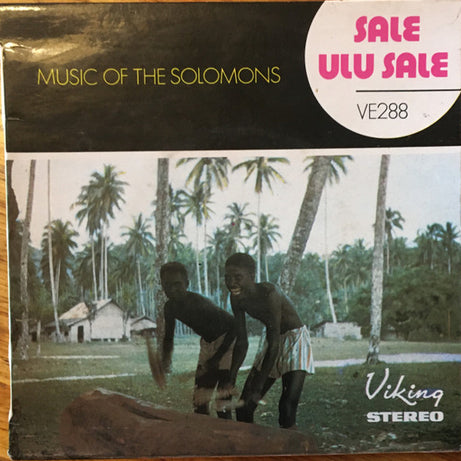 MUSIC OF THE SOLOMONS
SALE
ULU SALE
VE288
Viking
STEREO